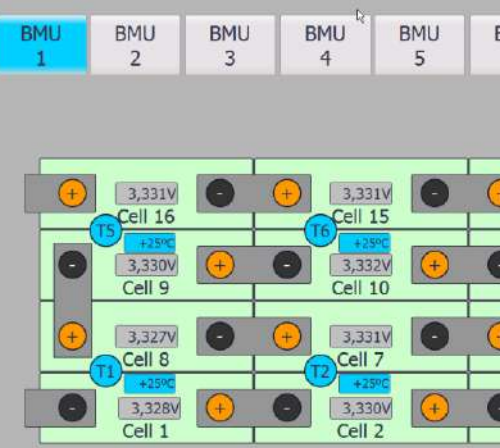 BMU 1
BMU 2
BMU 3
BMU 4
BMU 5
+ 3,331V - + 3,331V - +
Cell 16 Cell 15
T5 +25ºC T6 +25ºC
- 3,330V + - 3,332V + -
Cell 9 Cell 10
+ 3,327V - + 3,331V - +
Cell 8 Cell 7
T1 +25ºC T2 +25ºC
- 3,328V + - 3,330V + -
Cell 1 Cell 2